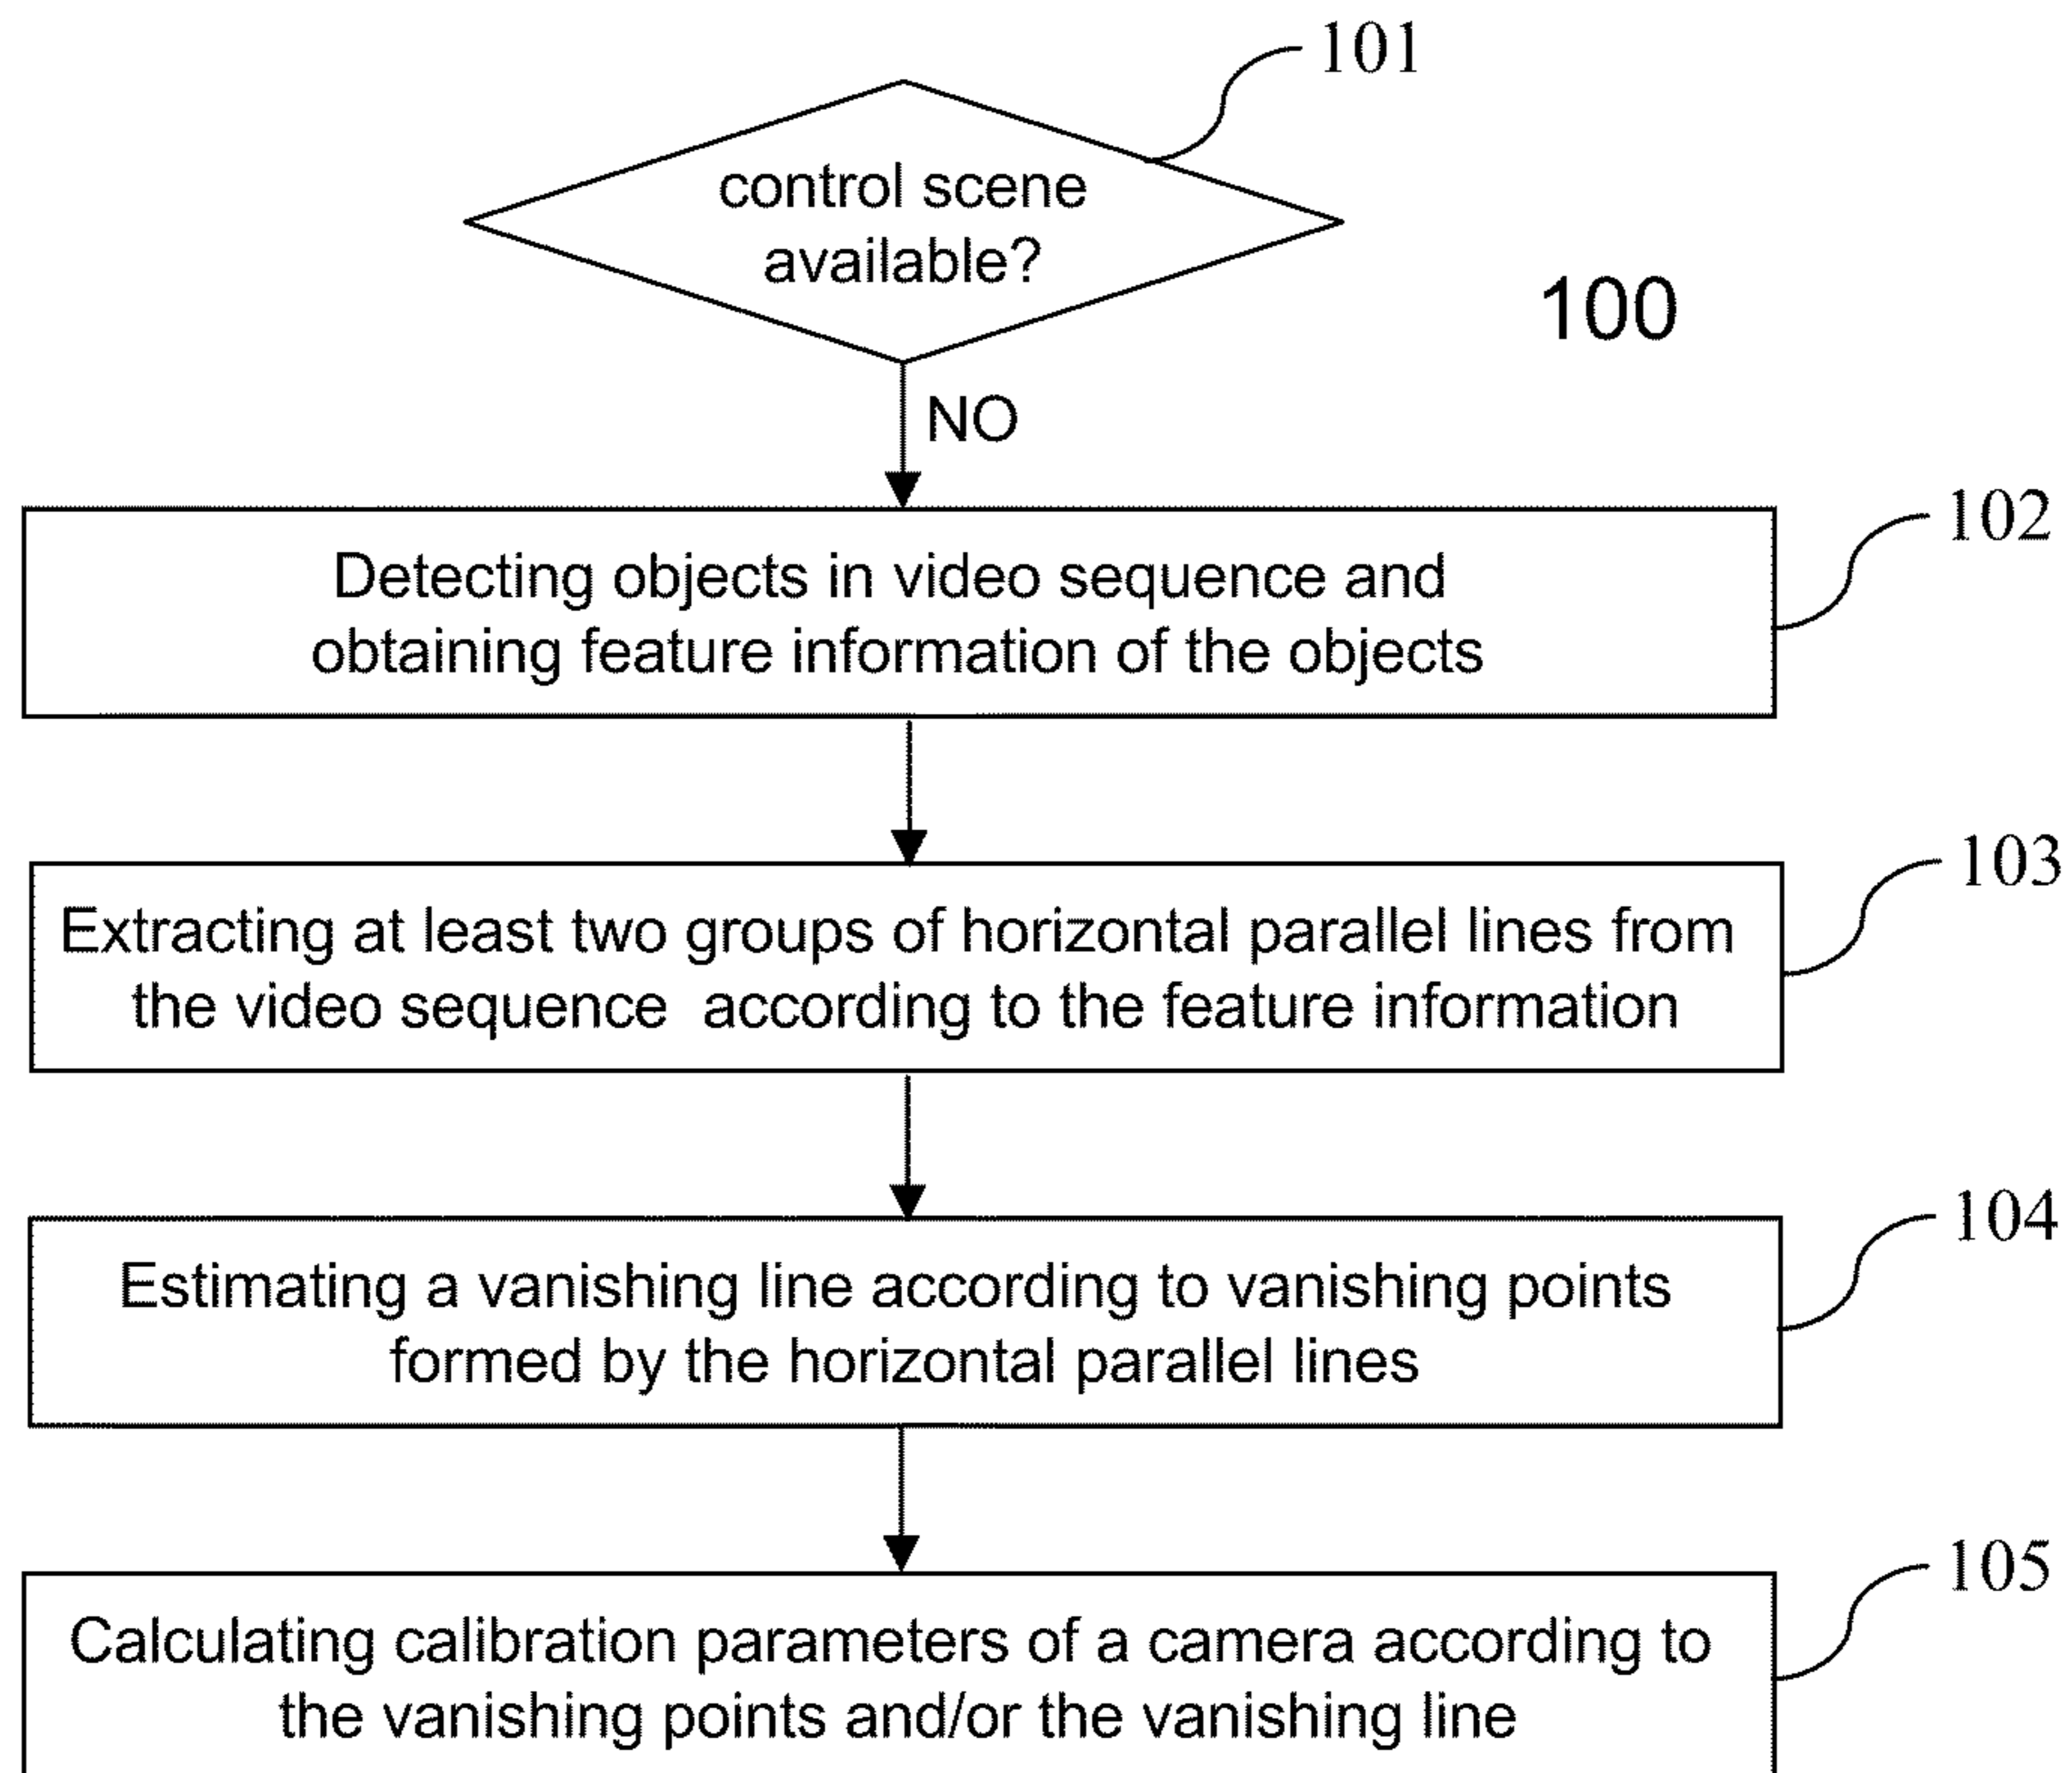 101
control scene
available?
100
NO
102
Detecting objects in video sequence and
obtaining feature information of the objects
103
Extracting at least two groups of horizontal parallel lines from
the video sequence according to the feature information
104
Estimating a vanishing line according to vanishing points
formed by the horizontal parallel lines
105
Calculating calibration parameters of a camera according to
the vanishing points and/or the vanishing line